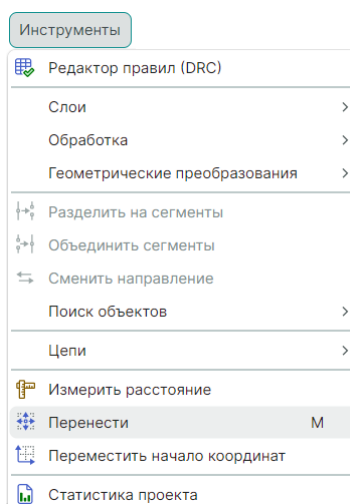 Инструменты
Редактор правил (DRC)
Слои
Обработка
Геометрические преобразования
Разделить на сегменты
Объединить сегменты
Сменить направление
Поиск объектов
Цепи
Измерить расстояние
Перенести M
Переместить начало координат
Статистика проекта